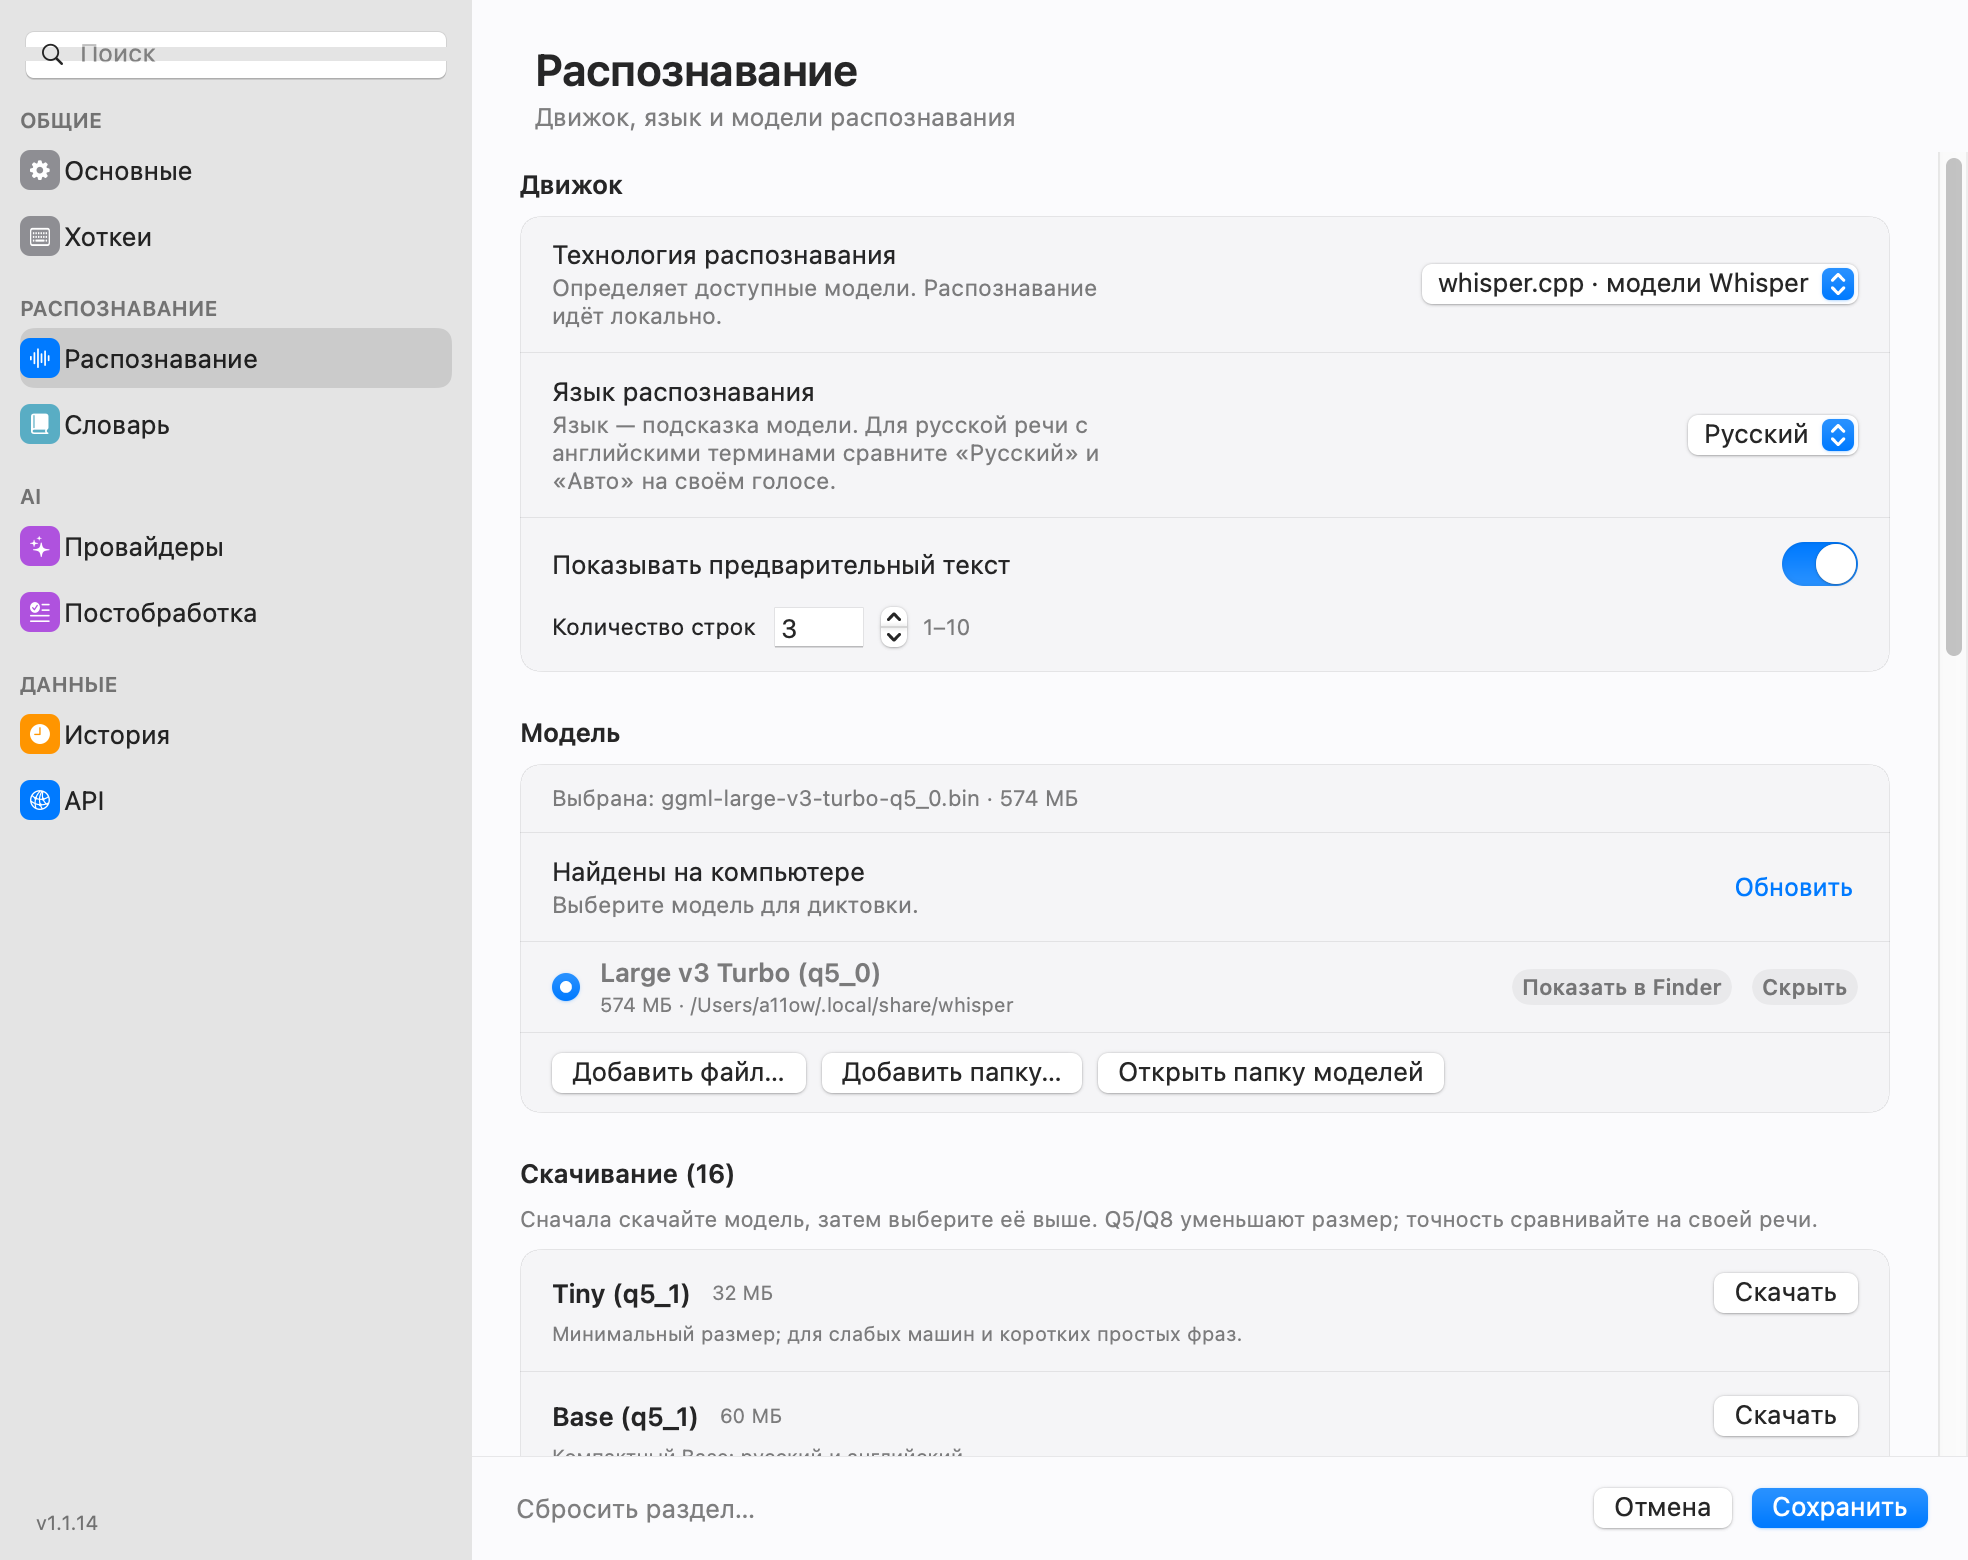 Поиск
ОБЩИЕ
Основные
Хоткеи
РАСПОЗНАВАНИЕ
Распознавание
Словарь
AI
Провайдеры
Постобработка
ДАННЫЕ
История
API
v1.1.14
Распознавание
Движок, язык и модели распознавания
Движок
Технология распознавания
Определяет доступные модели. Распознавание
идёт локально.
whisper.cpp · модели Whisper
Язык распознавания
Язык — подсказка модели. Для русской речи с
английскими терминами сравните «Русский» и
«Авто» на своём голосе.
Русский
Показывать предварительный текст
Количество строк 3 1–10
Модель
Выбрана: ggml-large-v3-turbo-q5_0.bin · 574 МБ
Найдены на компьютере
Выберите модель для диктовки.
Обновить
Large v3 Turbo (q5_0)
574 МБ · /Users/a11ow/.local/share/whisper
Показать в Finder Скрыть
Добавить файл... Добавить папку... Открыть папку моделей
Скачивание (16)
Сначала скачайте модель, затем выберите её выше. Q5/Q8 уменьшают размер; точность сравнивайте на своей речи.
Tiny (q5_1) 32 МБ
Скачать
Минимальный размер; для слабых машин и коротких простых фраз.
Base (q5_1) 60 МБ
Скачать
Компактный Base; русский и английский.
Сбросить раздел...
Отмена Сохранить